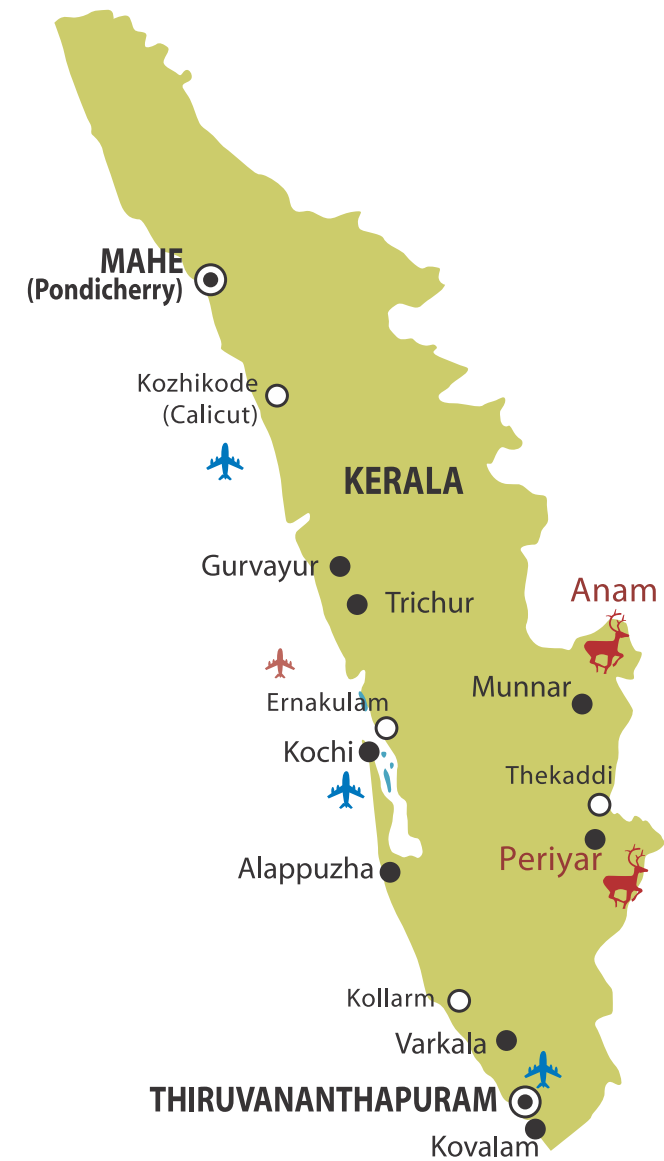 MAHE
(Pondicherry)
Kozhikode
(Calicut)
KERALA
Gurvayur
Anam
Trichur
Munnar
Ernakulam
Kochi
Thekaddi
Periyar
Alappuzha
Kollarm
Varkala
THIRUVANANTHAPURAM
Kovalam